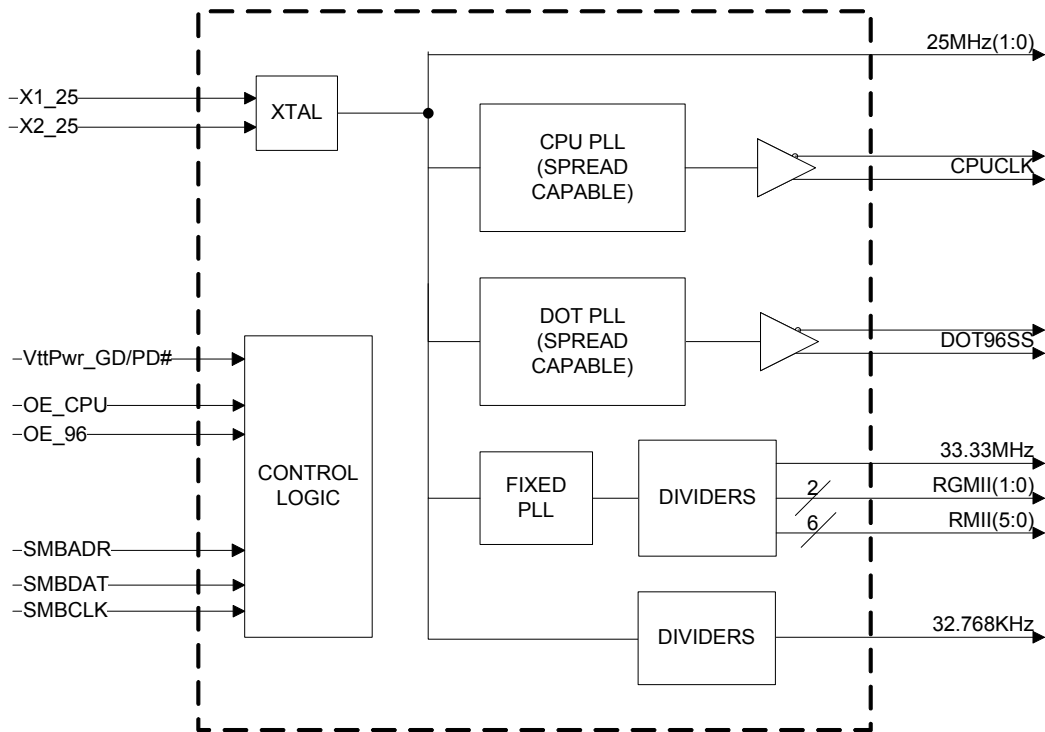 25MHz(1:0)
X1_25
X2_25
XTAL
CPU PLL
(SPREAD
CAPABLE)
CPUCLK
DOT PLL
(SPREAD
CAPABLE)
DOT96SS
VttPwr_GD/PD#
OE_CPU
OE_96
SMBADR
SMBDAT
SMBCLK
CONTROL
LOGIC
FIXED
PLL
DIVIDERS
33.33MHz
2
RGMII(1:0)
6
RMII(5:0)
DIVIDERS
32.768KHz